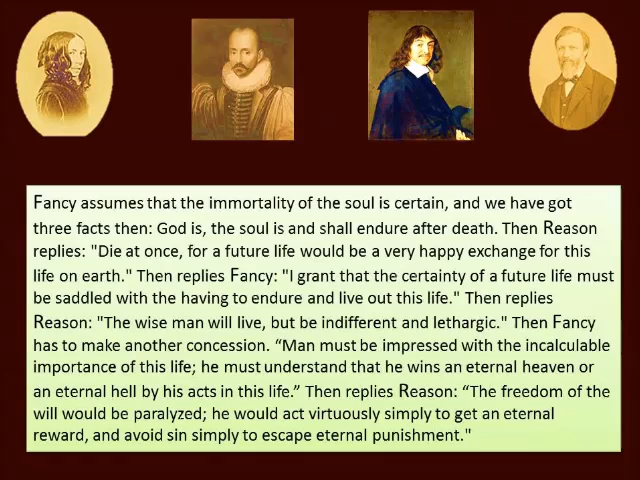 Fancy assumes that the immortality of the soul is certain, and we have got
three facts then: God is, the soul is and shall endure after death. Then Reason
replies: "Die at once, for a future life would be a very happy exchange for this
life on earth." Then replies Fancy: "I grant that the certainty of a future life must
be saddled with the having to endure and live out this life." Then replies
Reason: "The wise man will live, but be indifferent and lethargic." Then Fancy
has to make another concession. “Man must be impressed with the incalculable
importance of this life; he must understand that he wins an eternal heaven or
an eternal hell by his acts in this life.” Then replies Reason: “The freedom of the
will would be paralyzed; he would act virtuously simply to get an eternal
reward, and avoid sin simply to escape eternal punishment."